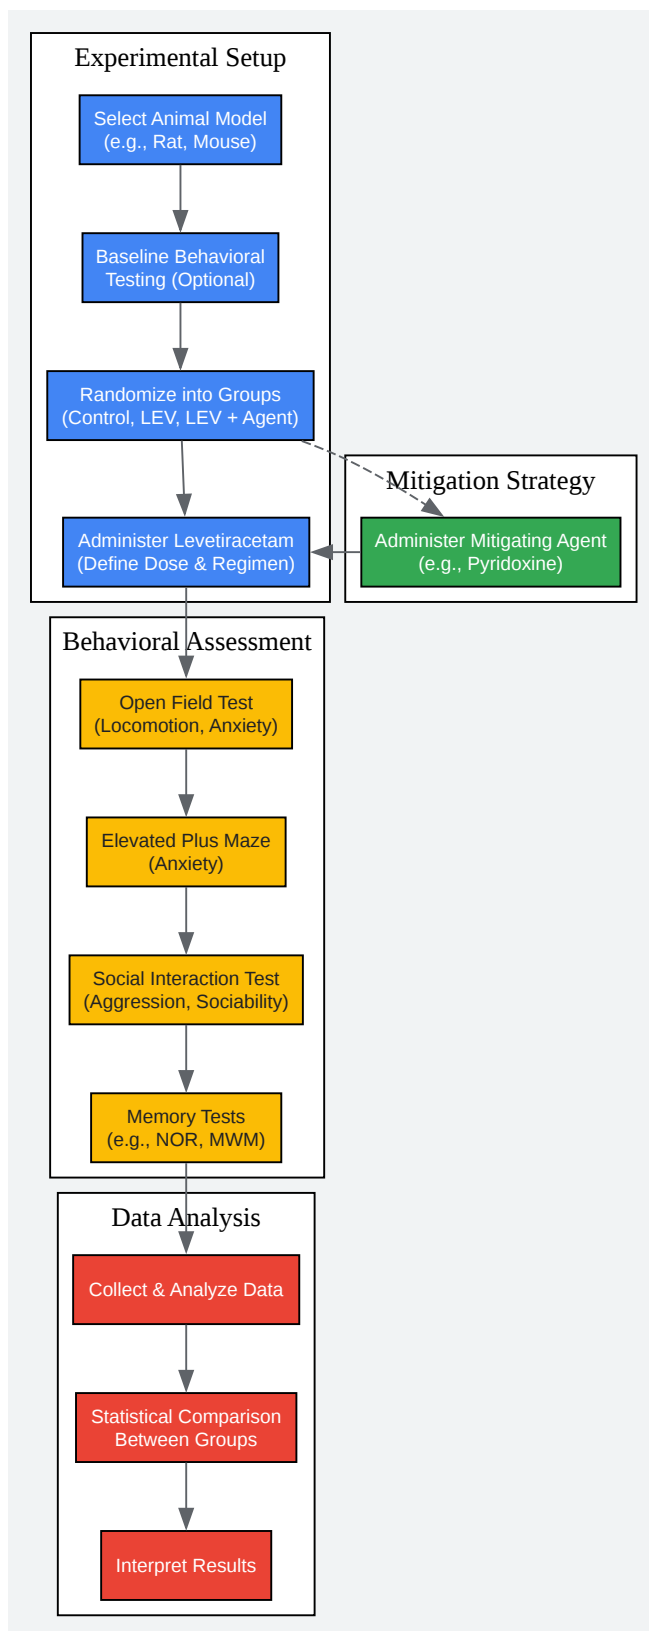 Experimental Setup
Select Animal Model
(e.g., Rat, Mouse)
Baseline Behavioral
Testing (Optional)
Randomize into Groups
(Control, LEV, LEV + Agent)
Administer Levetiracetam
(Define Dose & Regimen)
Mitigation Strategy
Administer Mitigating Agent
(e.g., Pyridoxine)
Behavioral Assessment
Open Field Test
(Locomotion, Anxiety)
Elevated Plus Maze
(Anxiety)
Social Interaction Test
(Aggression, Sociability)
Memory Tests
(e.g., NOR, MWM)
Data Analysis
Collect & Analyze Data
Statistical Comparison
Between Groups
Interpret Results